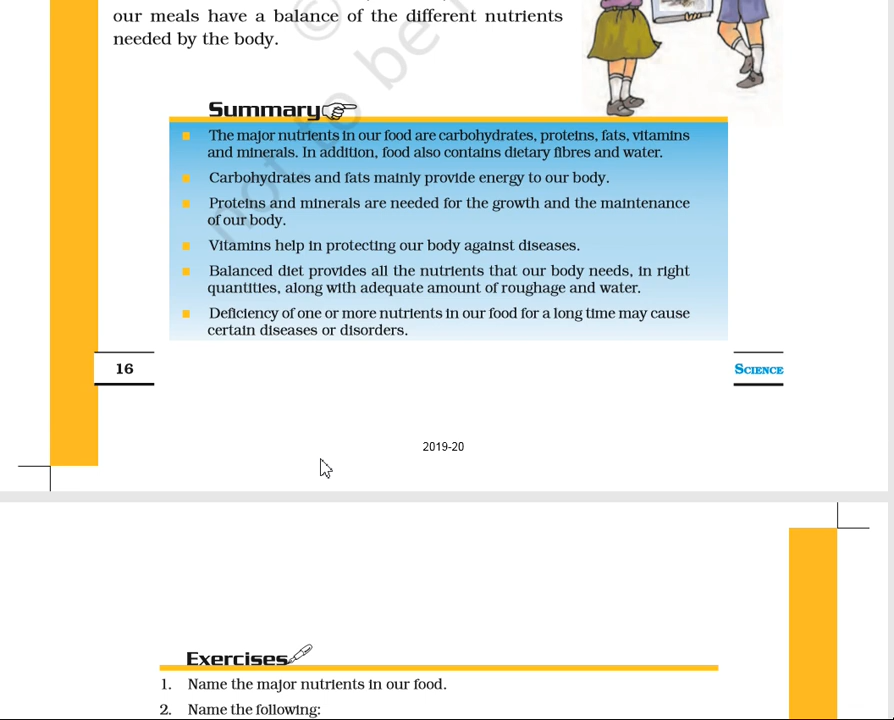 our meals have a balance of the different nutrients
needed by the body.
Summary
The major nutrients in our food are carbohydrates, proteins, fats, vitamins
and minerals. In addition, food also contains dietary fibres and water.
Carbohydrates and fats mainly provide energy to our body.
Proteins and minerals are needed for the growth and the maintenance
of our body.
Vitamins help in protecting our body against diseases.
Balanced diet provides all the nutrients that our body needs, in right
quantities, along with adequate amount of roughage and water.
Deficiency of one or more nutrients in our food for a long time may cause
certain diseases or disorders.
16
SCIENCE
2019-20
Exercises
1. Name the major nutrients in our food.
2. Name the following:
©
not to be